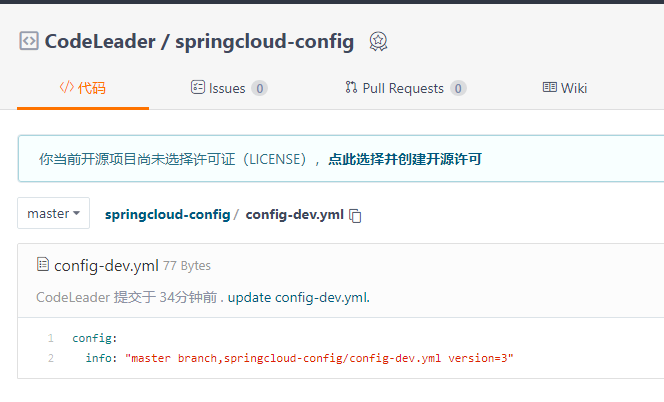 CodeLeader / springcloud-config
代码 Issues 0 Pull Requests 0 Wiki
你当前开源项目尚未选择许可证（LICENSE），点此选择并创建开源许可
master springcloud-config / config-dev.yml
config-dev.yml 77 Bytes
CodeLeader 提交于 34分钟前 . update config-dev.yml.
1 config:
2 info: "master branch,springcloud-config/config-dev.yml version=3"